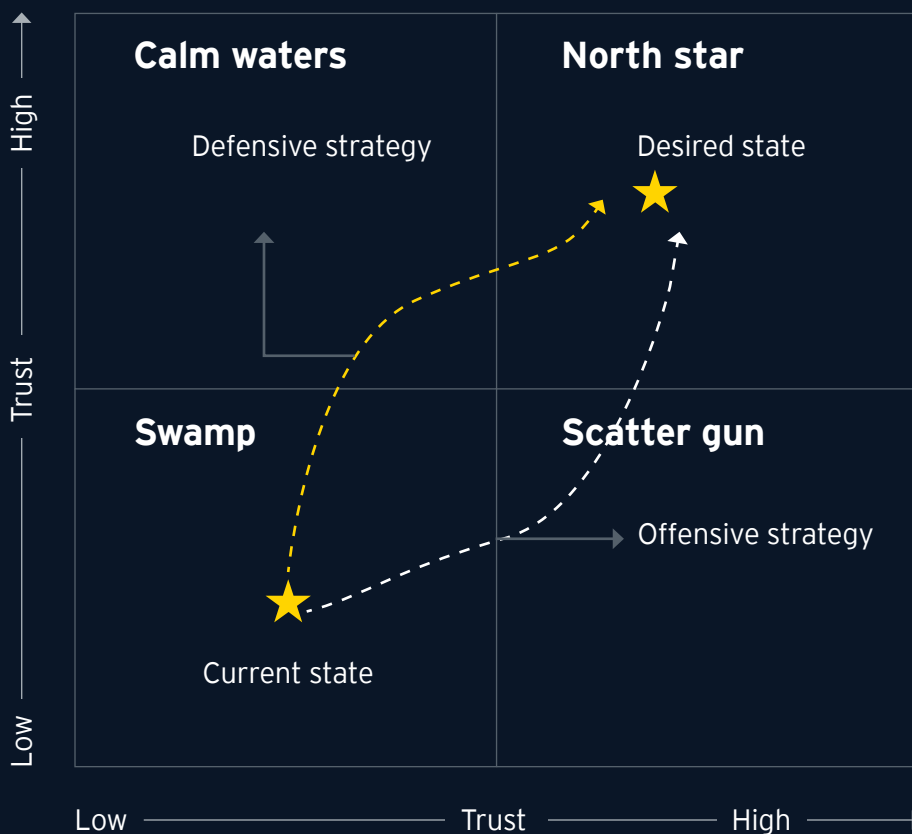 Calm waters
North star
Defensive strategy
Desired state
Swamp
Scatter gun
Offensive strategy
Current state
High
Trust
Low
Low
Trust
High